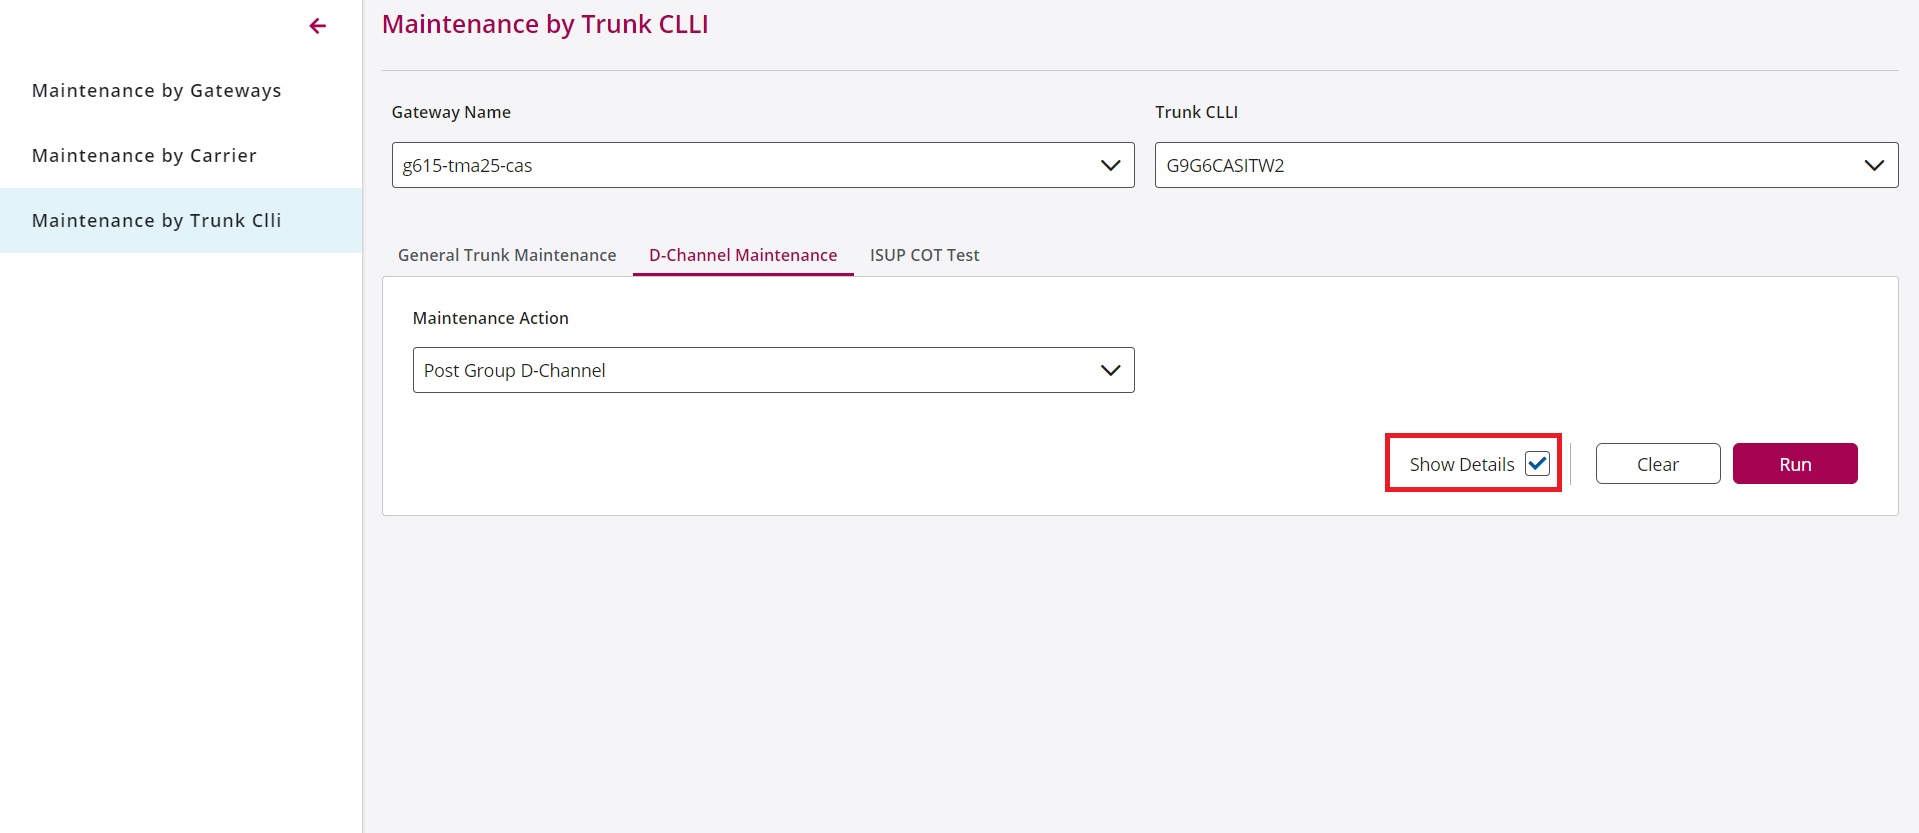 Maintenance by Gateways
Maintenance by Carrier
Maintenance by Trunk Clli
Maintenance by Trunk CLLI
Gateway Name
g615-tma25-cas
Trunk CLLI
G9G6CASITW2
General Trunk Maintenance
D-Channel Maintenance
ISUP COT Test
Maintenance Action
Post Group D-Channel
Show Details
Clear
Run